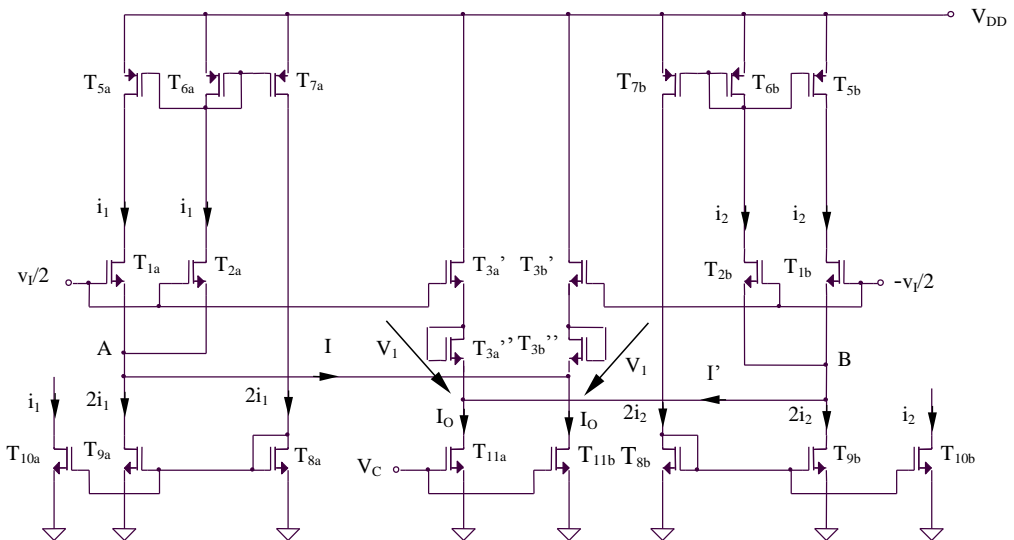 V_DD
T_5a T_6a T_7a T_7b T_6b T_5b
i_1 i_1 i_2 i_2
T_1a T_2a T_3a' T_3b' T_2b T_1b
v_I/2 -v_I/2
A I V_1 T_3a'' T_3b'' V_1 B
I'
i_1 2i_1 2i_1 I_O I_O 2i_2 2i_2 i_2
T_10a T_9a T_8a V_C T_11a T_11b T_8b T_9b T_10b